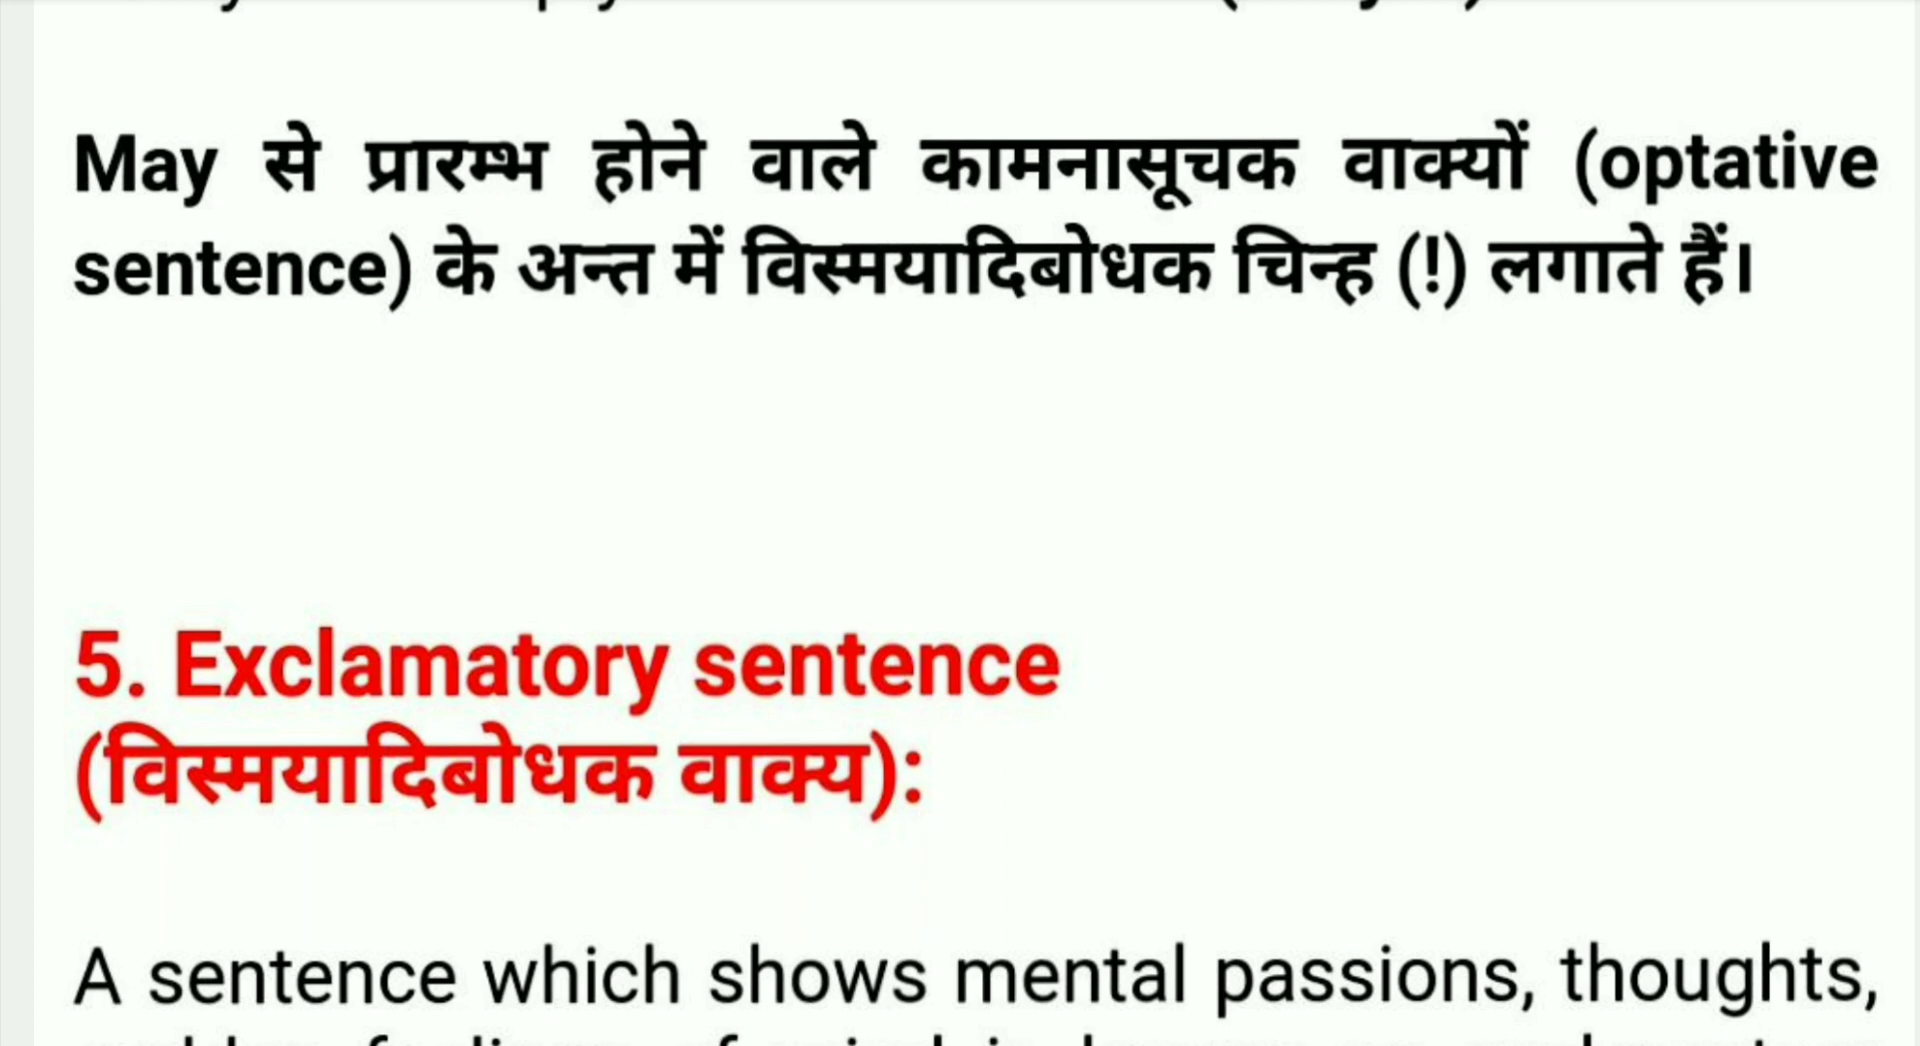 May से प्रारम्भ होने वाले कामनासूचक वाक्यों (optative
sentence) के अन्त में विस्मयादिबोधक चिन्ह (!) लगाते हैं।
5. Exclamatory sentence
(विस्मयादिबोधक वाक्य):
A sentence which shows mental passions, thoughts,